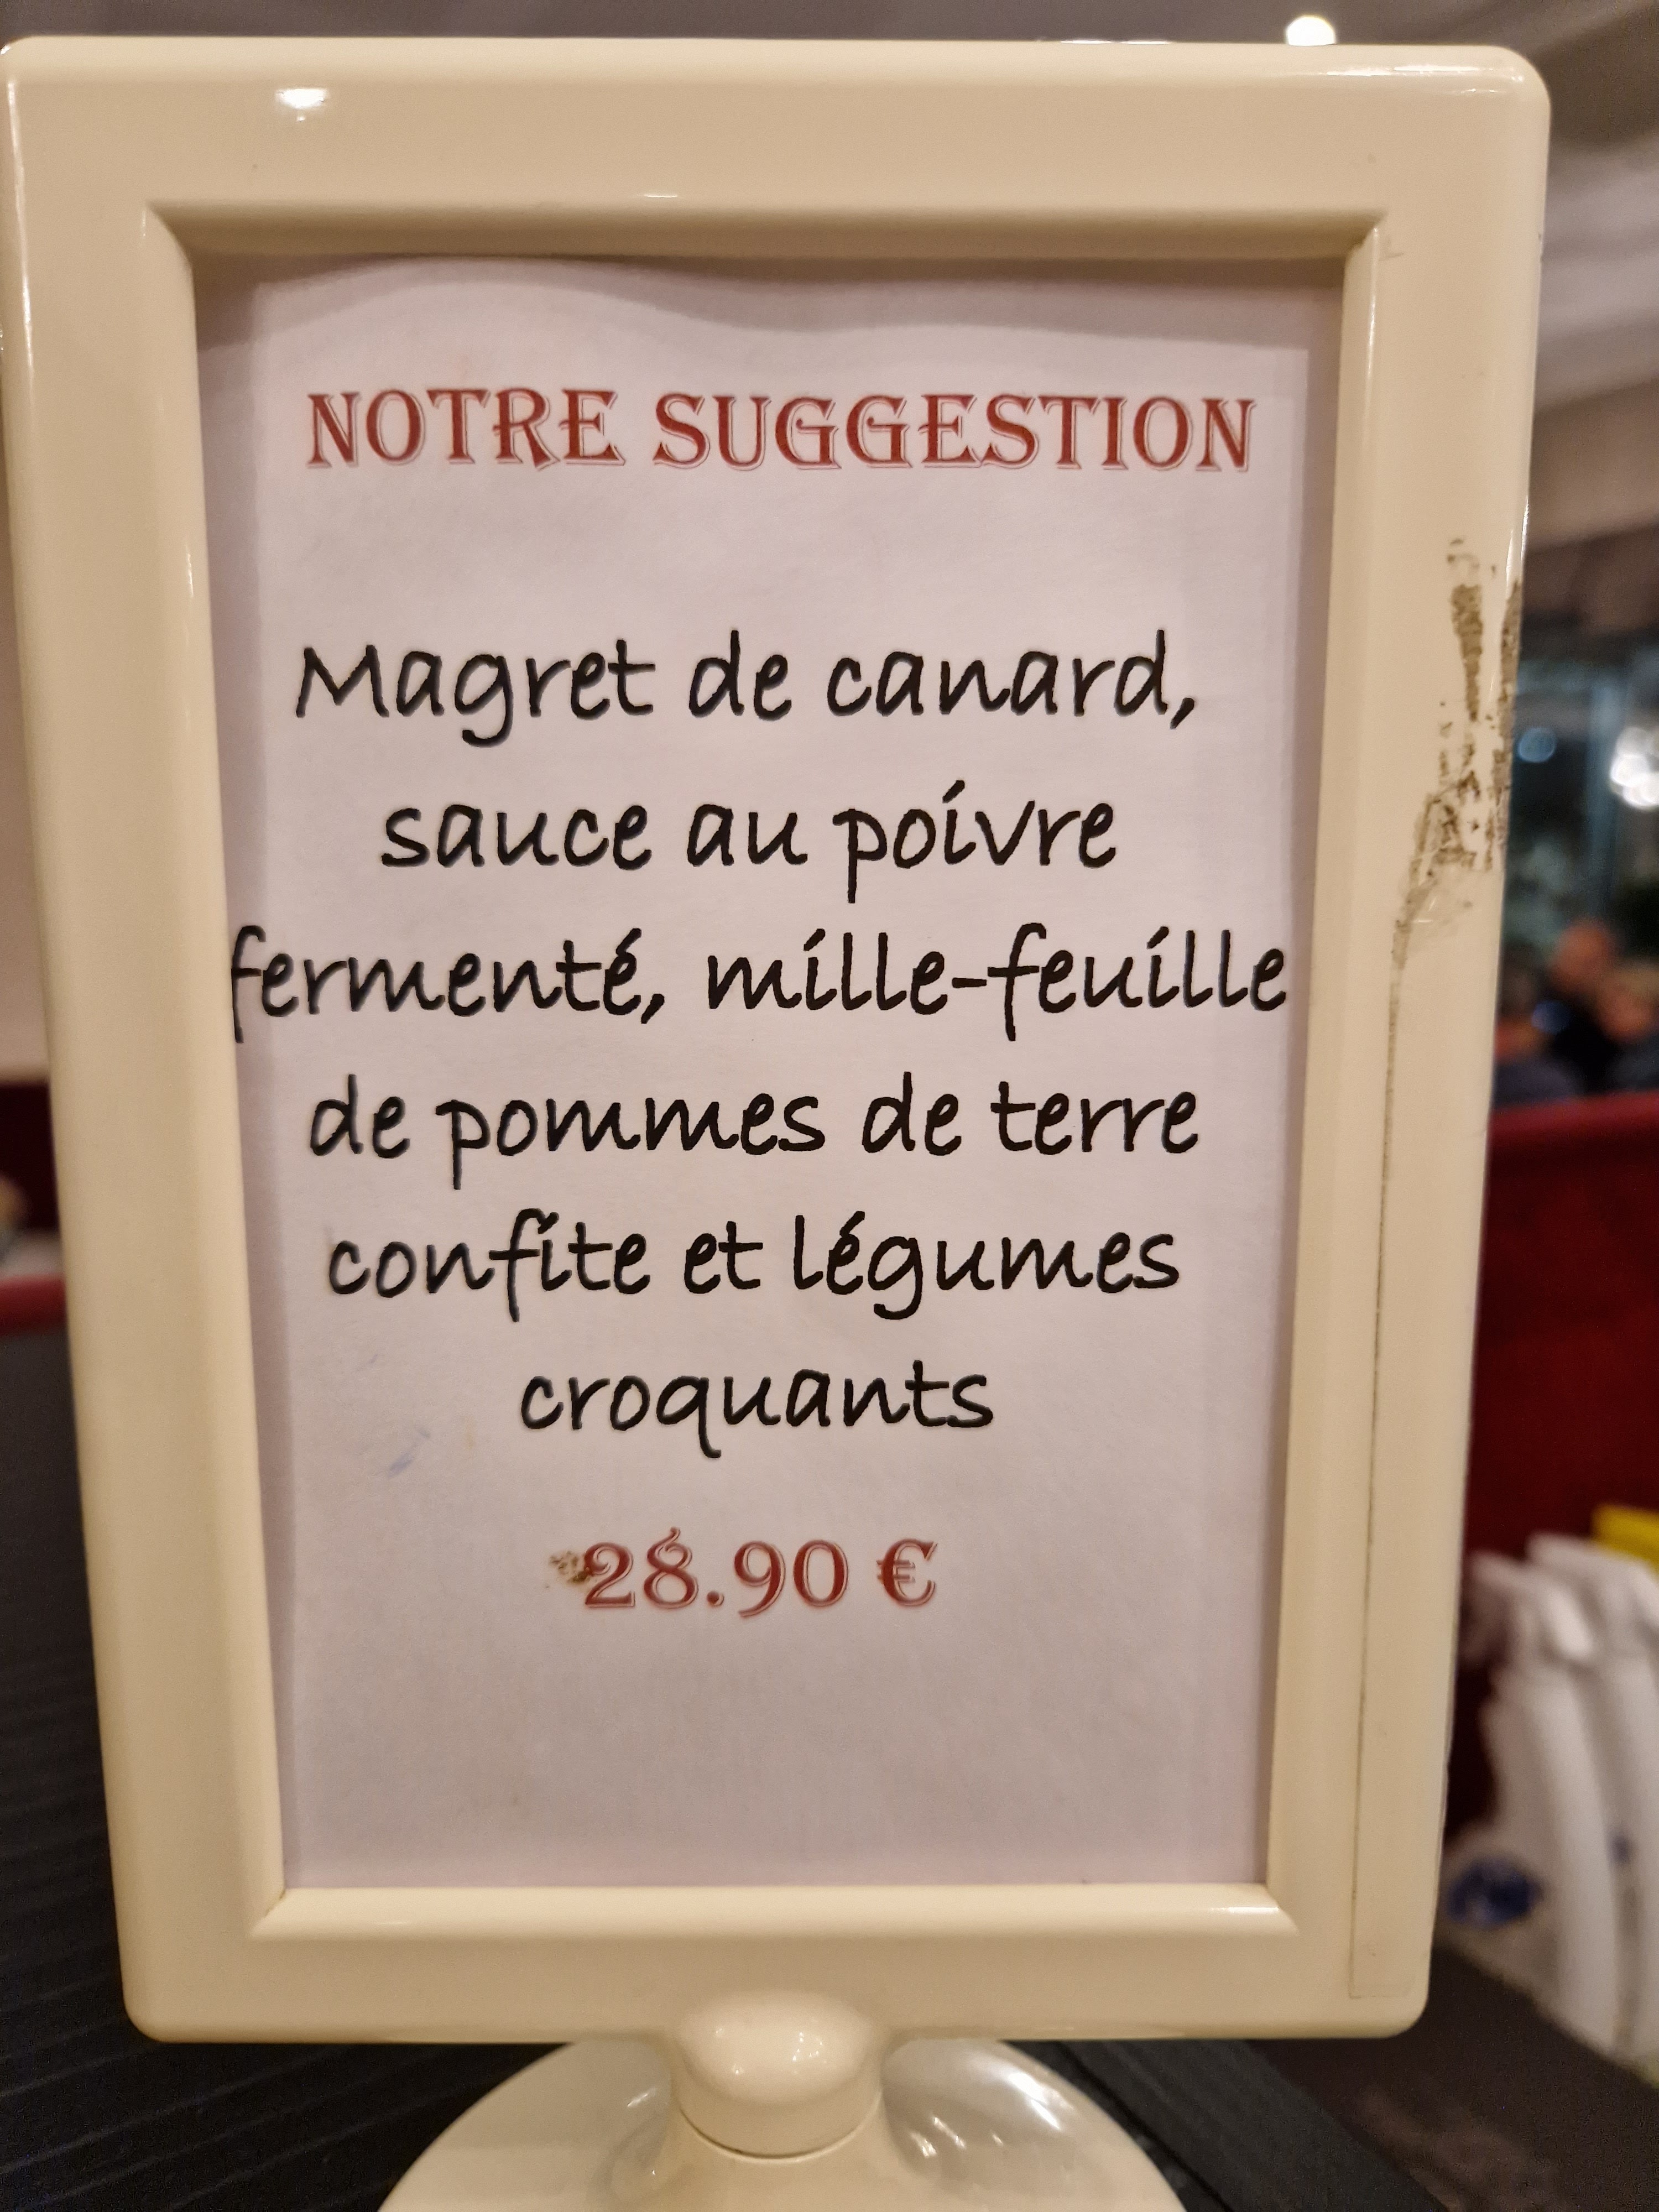 NOTRE SUGGESTION
Magret de canard,
sauce au poivre
fermenté, mille-feuille
de pommes de terre
confite et légumes
croquants
28.90 €